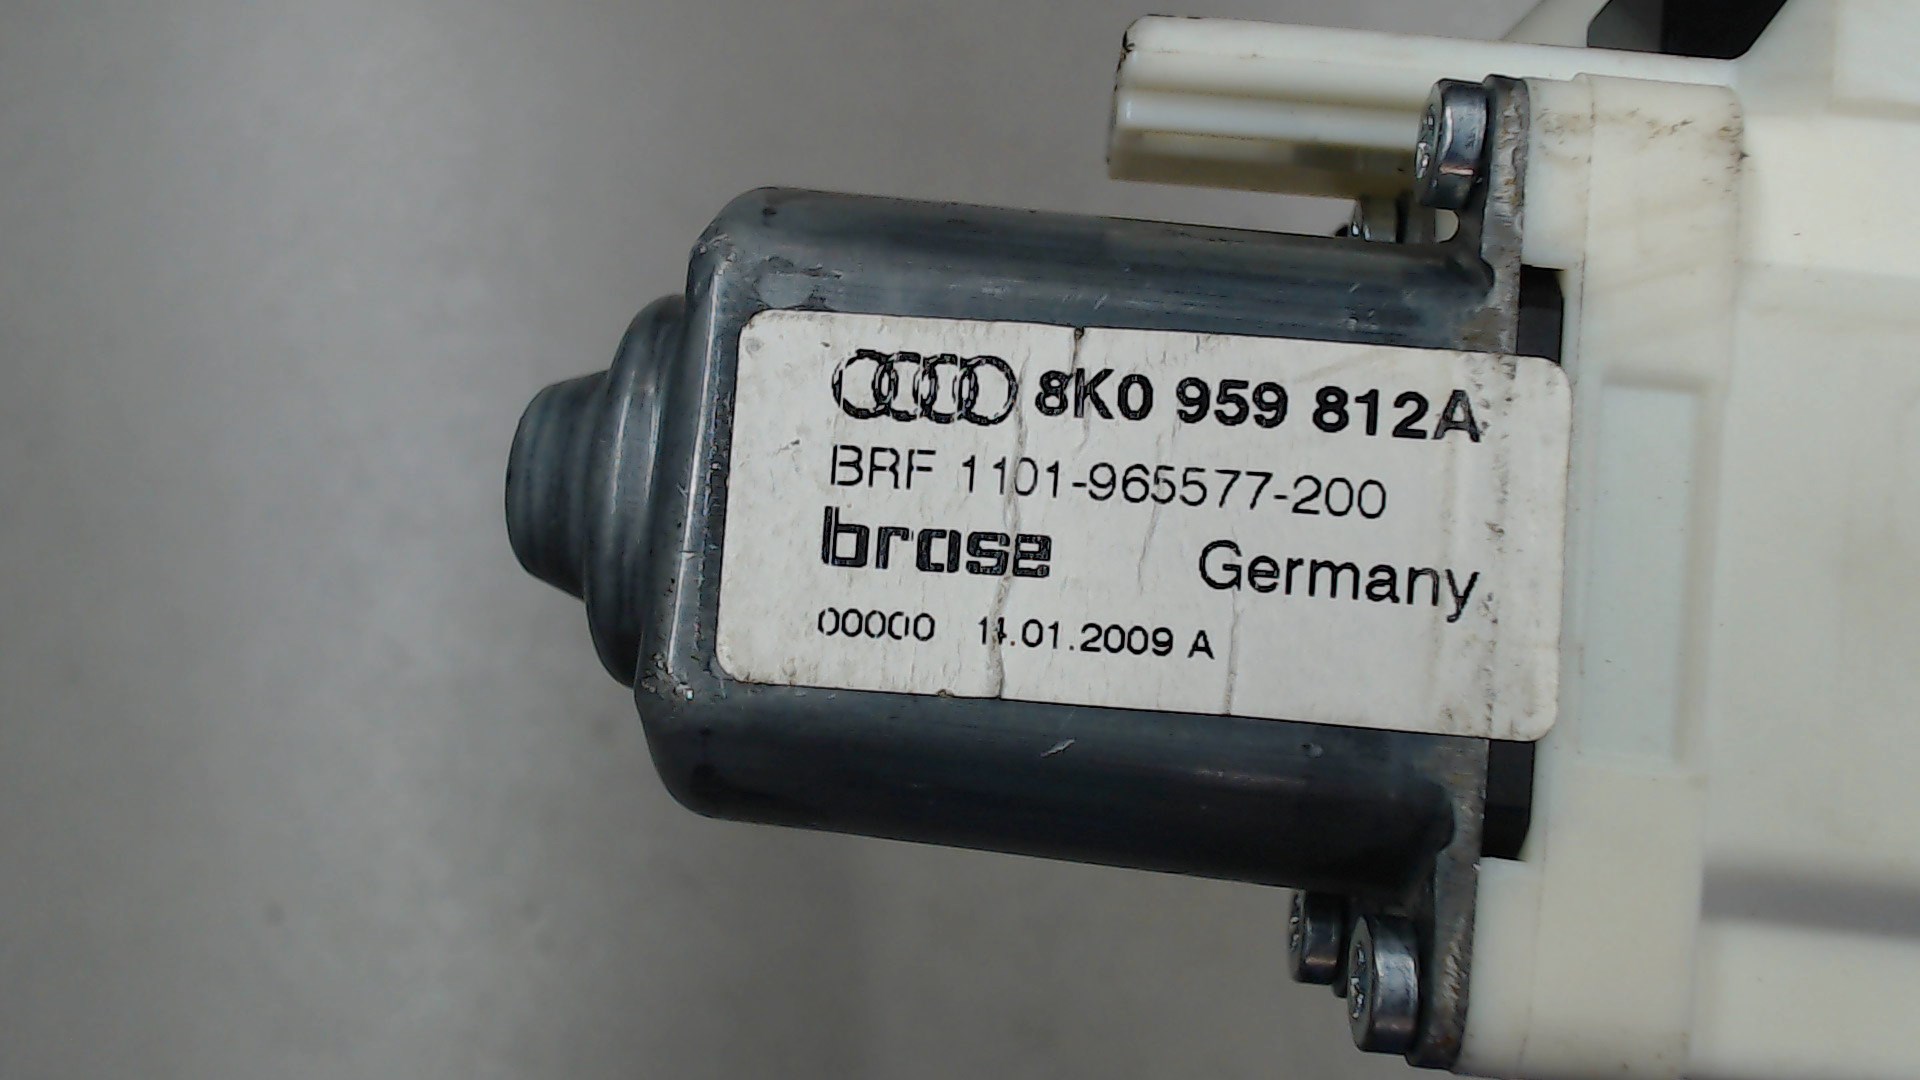 8K0 959 812A
BRF 1101-965577-200
brose Germany
00000 14.01.2009 A